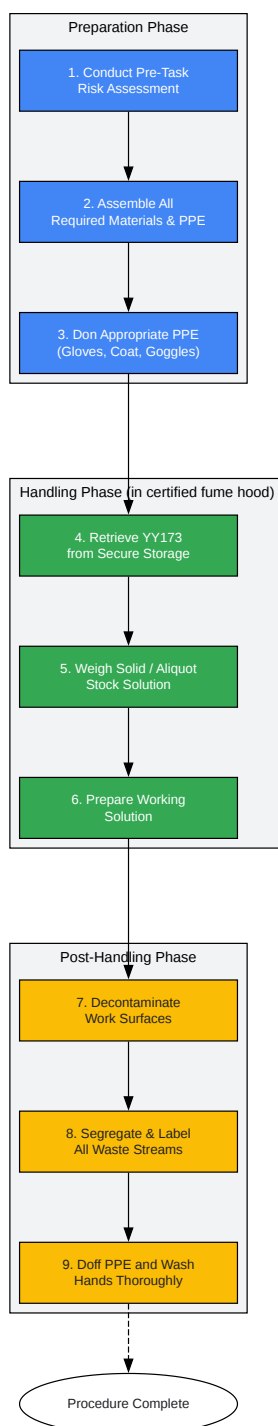 Preparation Phase
1. Conduct Pre-Task
Risk Assessment
2. Assemble All
Required Materials & PPE
3. Don Appropriate PPE
(Gloves, Coat, Goggles)
Handling Phase (in certified fume hood)
4. Retrieve YY173
from Secure Storage
5. Weigh Solid / Aliquot
Stock Solution
6. Prepare Working
Solution
Post-Handling Phase
7. Decontaminate
Work Surfaces
8. Segregate & Label
All Waste Streams
9. Doff PPE and Wash
Hands Thoroughly
Procedure Complete